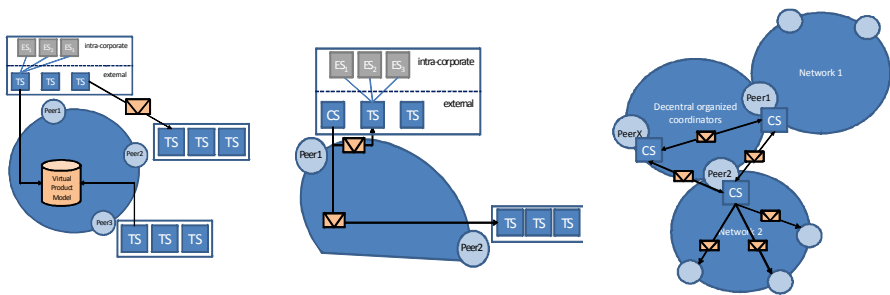 ES1 ES2 ES3
intra-corporate
external
TS TS TS
Peer1
Peer2
TS TS TS
Virtual
Product
Model
Peer3
TS TS TS
ES1 ES2 ES3
intra-corporate
external
CS TS TS
Peer1
TS TS TS
Peer2
Network 1
Peer1
Decentral organized
coordinators
PeerX
CS
CS
Peer2
CS
Network 2